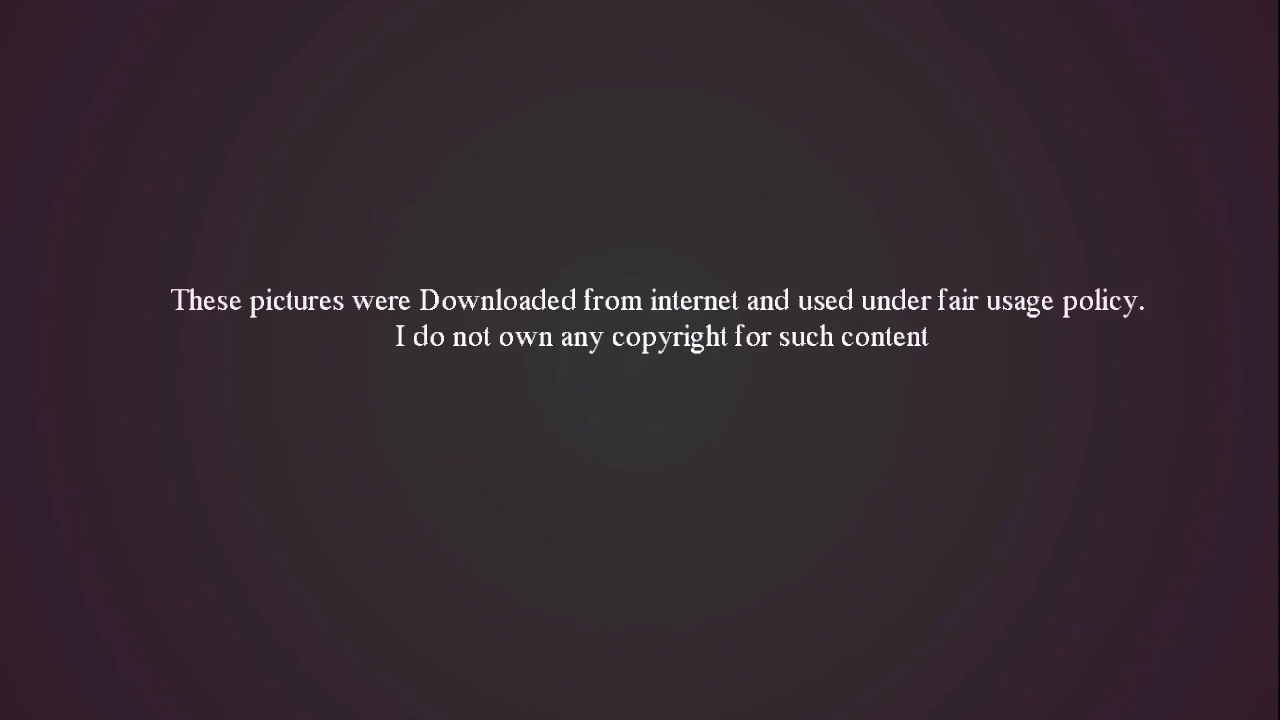 These pictures were Downloaded from internet and used under fair usage policy.
I do not own any copyright for such content